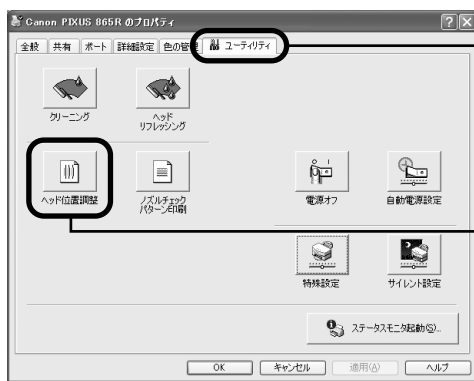 Canon PIXUS 865R のプロパティ
全般 共有 ポート 詳細設定 色の管理 ユーティリティ
クリーニング
ヘッド
リフレッシング
ヘッド位置調整
ノズルチェック
パターン印刷
電源オフ
自動電源設定
特殊設定
サイレント設定
ステータスモニタ起動(S)...
OK キャンセル 適用(A) ヘルプ